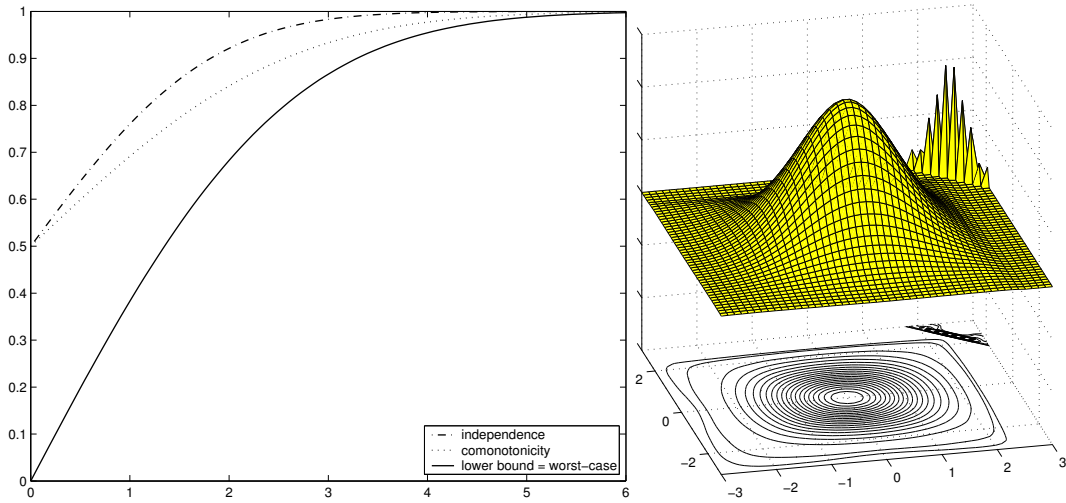 1
0.9
0.8
0.7
0.6
0.5
0.4
0.3
0.2
0.1
0
0 1 2 3 4 5 6
independence
comonotonicity
lower bound = worst-case
2
0
−2
−3 −2 −1 0 1 2 3